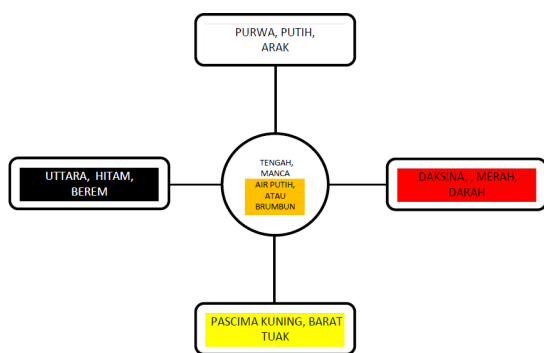 PURWA, PUTIH,
ARAK
UTTARA, HITAM,
BEREM
TENGAH,
MANCA
AIR PUTIH,
ATAU
BRUMBUN
DAKSINA, , MERAH,
DARAH
PASCIMA KUNING, BARAT
TUAK